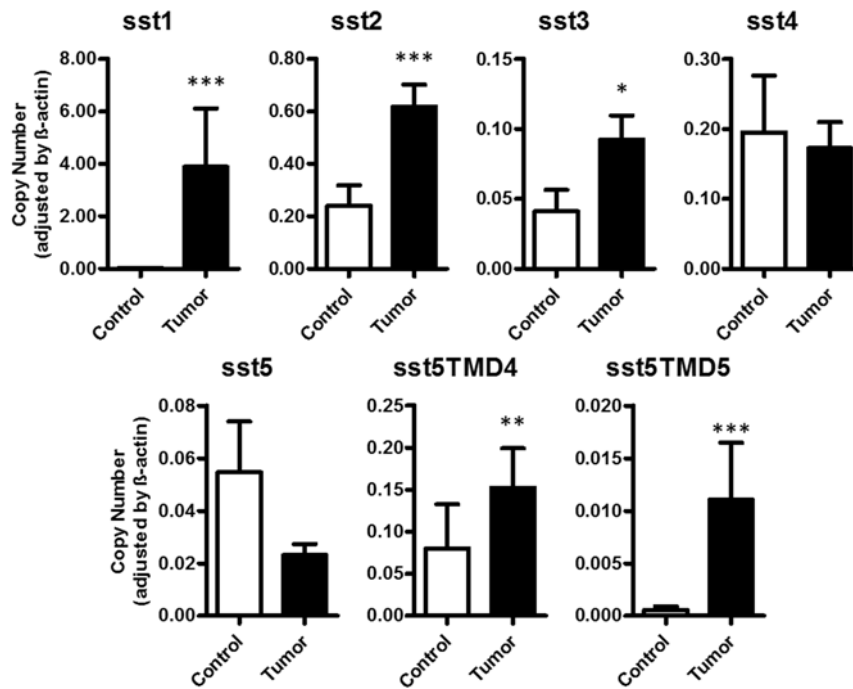 sst1
sst2
sst3
sst4
Copy Number
(adjusted by ß-actin)
8.00
6.00
4.00
2.00
0.00
***
Control
Tumor
0.80
0.60
0.40
0.20
0.00
***
Control
Tumor
0.15
0.10
0.05
0.00
*
Control
Tumor
0.30
0.20
0.10
0.00
Control
Tumor
sst5
sst5TMD4
sst5TMD5
Copy Number
(adjusted by ß-actin)
0.08
0.06
0.04
0.02
0.00
Control
Tumor
0.25
0.20
0.15
0.10
0.05
0.00
**
Control
Tumor
0.020
0.015
0.010
0.005
0.000
***
Control
Tumor